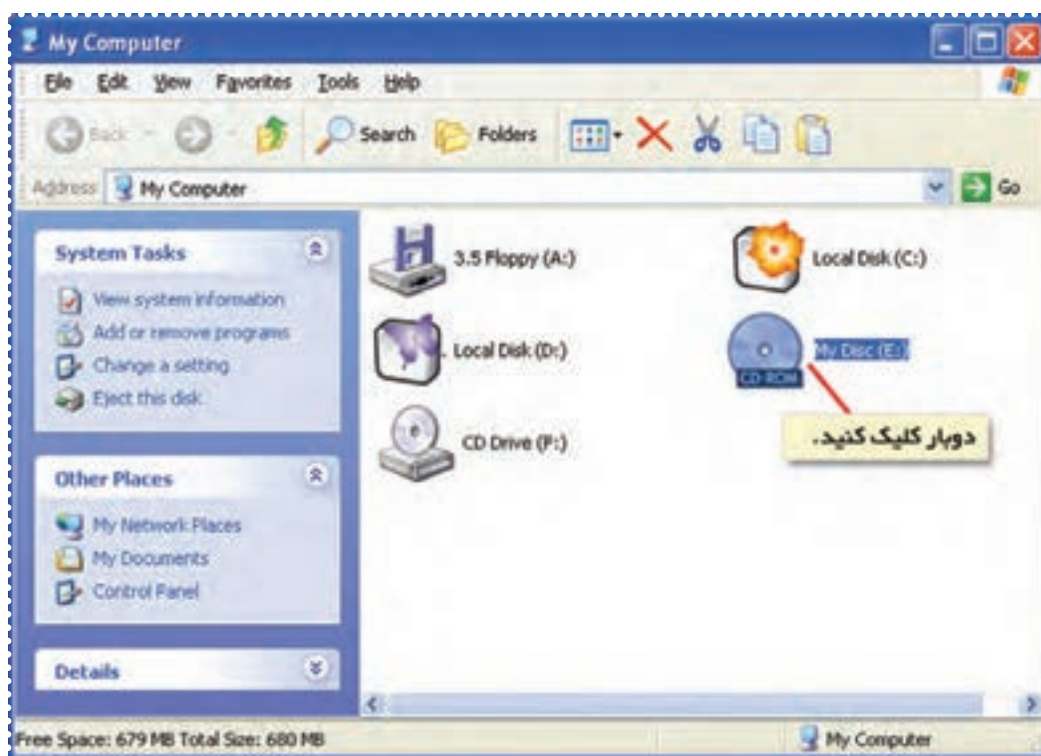 My Computer
File Edit View Favorites Tools Help
Back Search Folders
Address My Computer Go
System Tasks
View system information
Add or remove programs
Change a setting
Eject this disk
Other Places
My Network Places
My Documents
Control Panel
Details
3.5 Floppy (A:)
Local Disk (C:)
Local Disk (D:)
My Disc (E:)
CD-ROM
CD Drive (F:)
دوبار کلیک کنید.
Free Space: 679 MB Total Size: 680 MB
My Computer